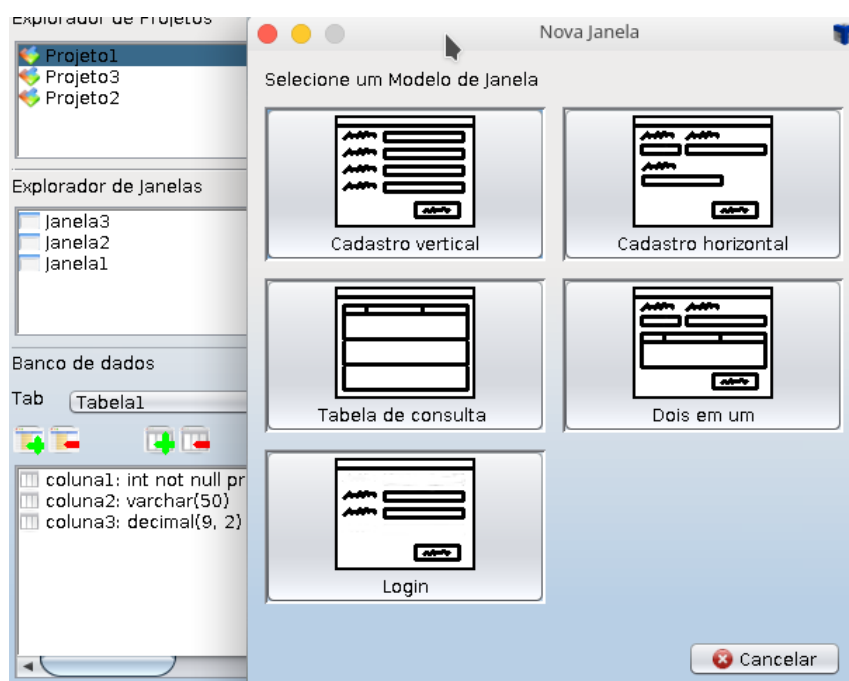 Explorador de Projetos
Projeto1
Projeto3
Projeto2
Explorador de Janelas
Janela3
Janela2
Janela1
Banco de dados
Tab
Tabela1
coluna1: int not null pr
coluna2: varchar(50)
coluna3: decimal(9, 2)
Nova Janela
Selecione um Modelo de Janela
Cadastro vertical
Cadastro horizontal
Tabela de consulta
Dois em um
Login
Cancelar